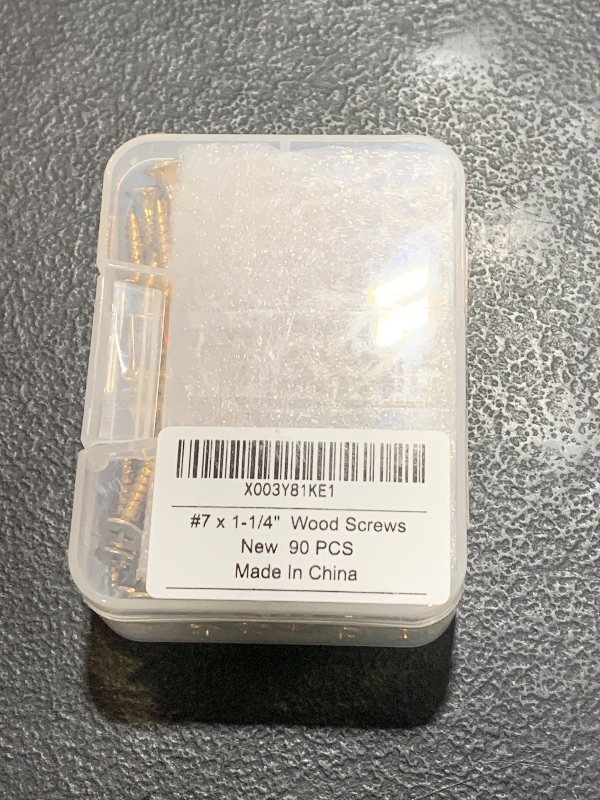 X003Y81KE1
#7 x 1-1/4" Wood Screws
New 90 PCS
Made In China